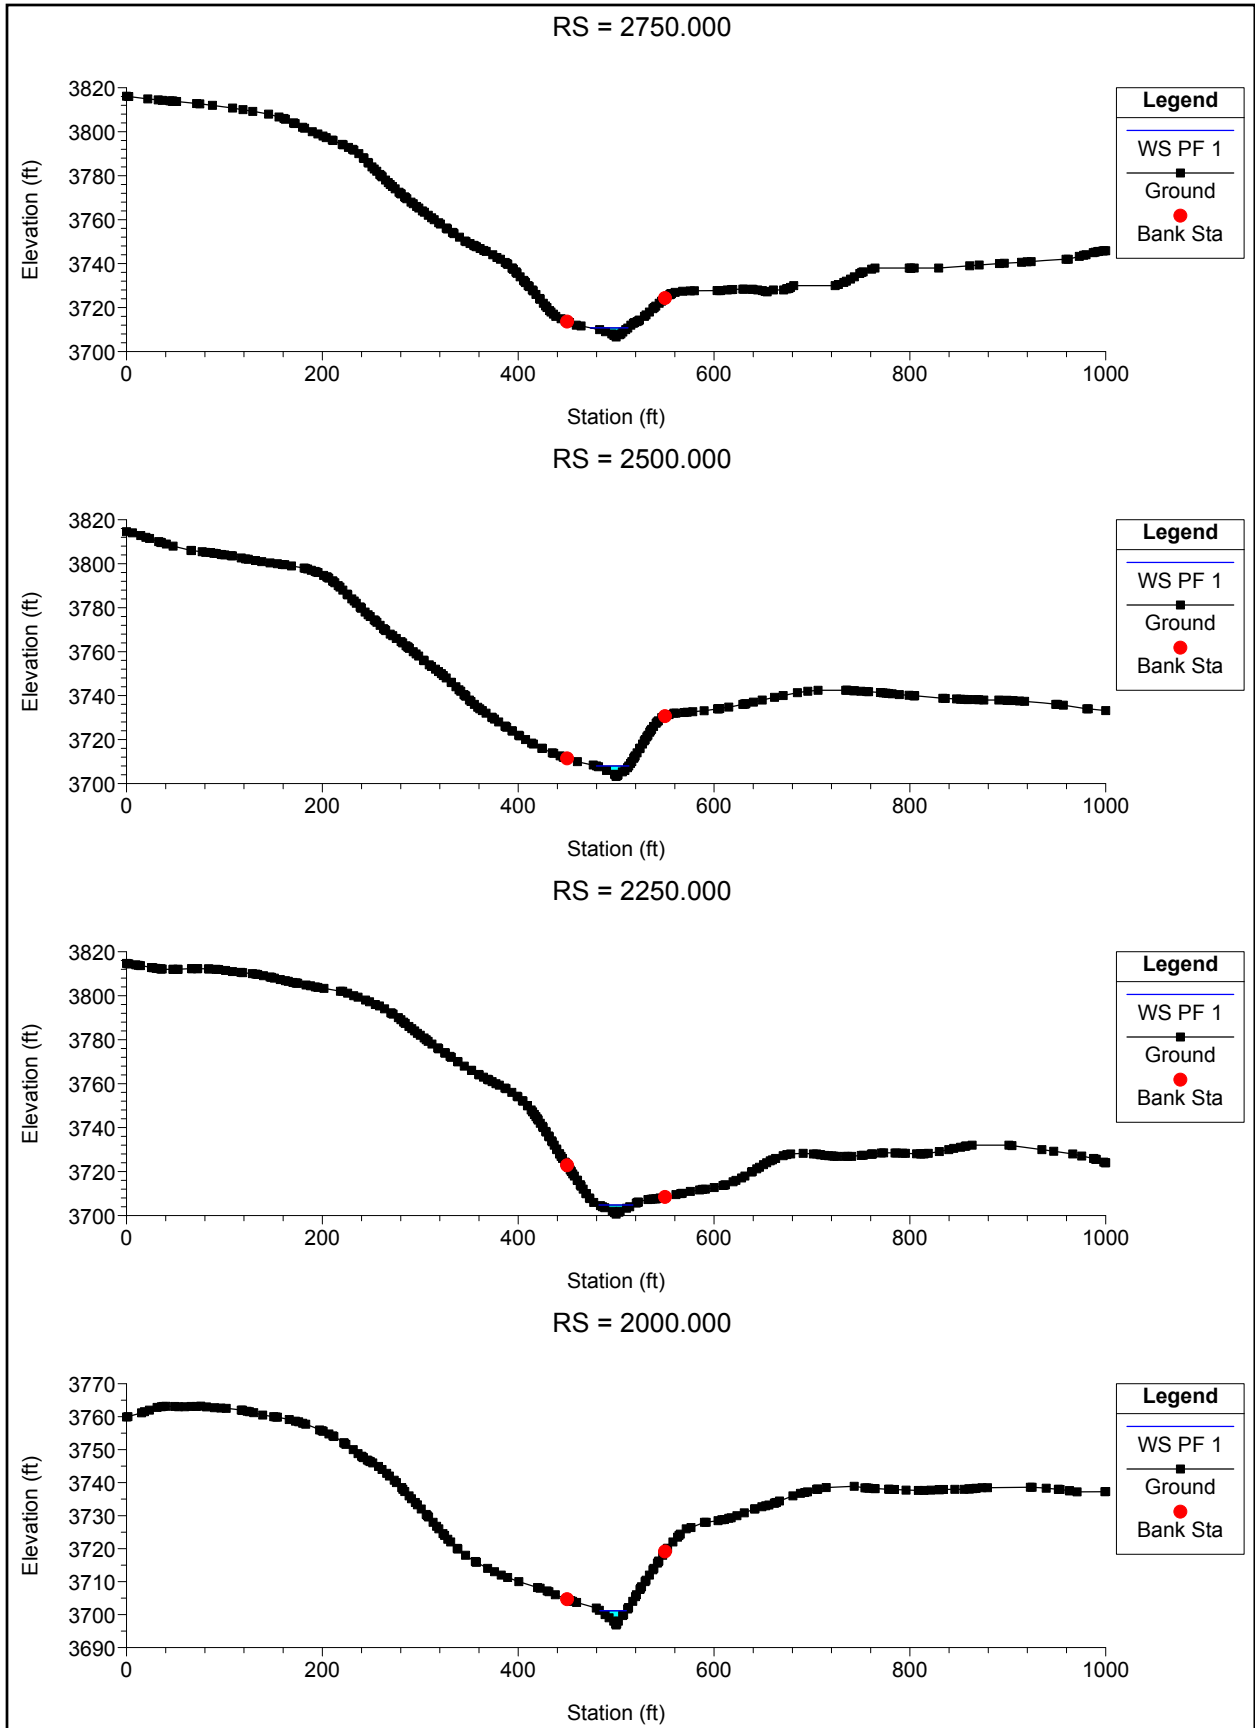 RS = 2750.000
3820
3800
3780
3760
3740
3720
3700
Elevation (ft)
0 200 400 600 800 1000
Station (ft)
Legend
WS PF 1
Ground
Bank Sta
RS = 2500.000
3820
3800
3780
3760
3740
3720
3700
Elevation (ft)
0 200 400 600 800 1000
Station (ft)
Legend
WS PF 1
Ground
Bank Sta
RS = 2250.000
3820
3800
3780
3760
3740
3720
3700
Elevation (ft)
0 200 400 600 800 1000
Station (ft)
Legend
WS PF 1
Ground
Bank Sta
RS = 2000.000
3770
3760
3750
3740
3730
3720
3710
3700
3690
Elevation (ft)
0 200 400 600 800 1000
Station (ft)
Legend
WS PF 1
Ground
Bank Sta